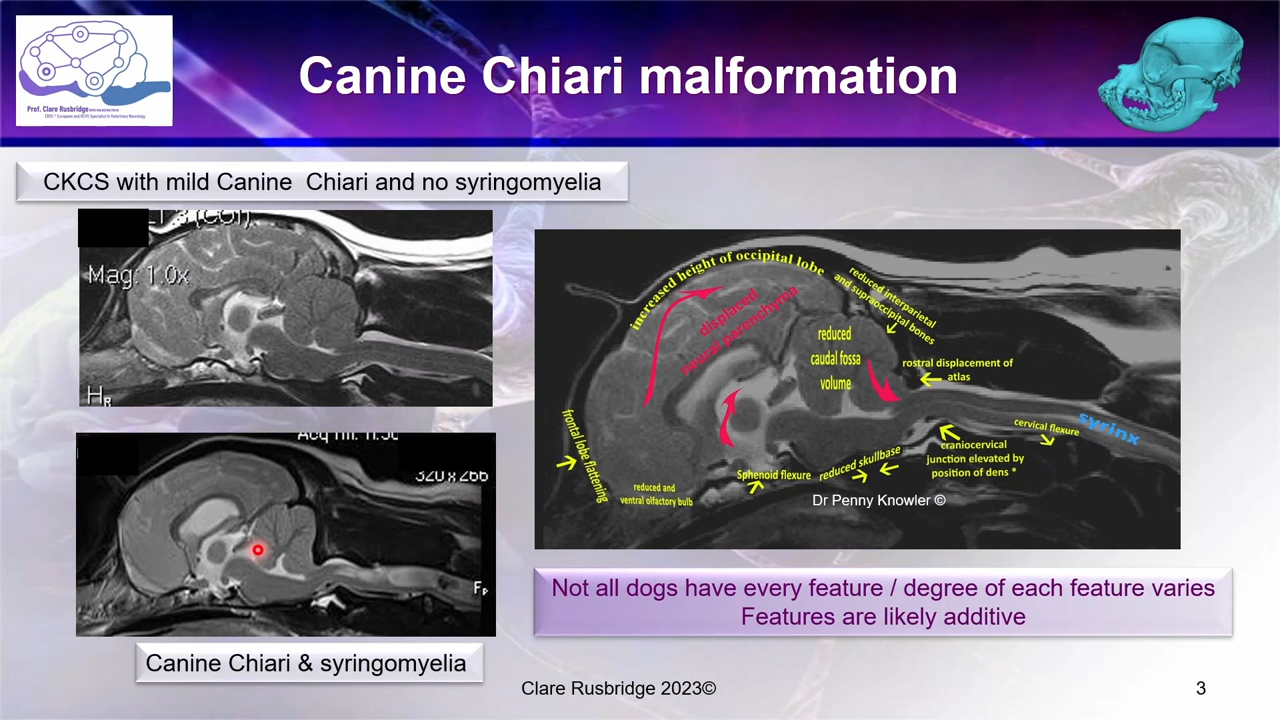 Prof. Clare Rusbridge
Canine Chiari malformation
CKCS with mild Canine Chiari and no syringomyelia
Mag: 1.0x
HR
320 x 266
Canine Chiari & syringomyelia
increased height of occipital lobe
displaced
neural parenchyma
reduced interparietal
and supraoccipital bones
reduced
caudal fossa
volume
rostral displacement of
atlas
frontal lobe flattening
reduced and
ventral olfactory bulb
Sphenoid flexure
reduced skullbase
craniocervical
junction elevated by
position of dens *
cervical flexure
syrinx
Dr Penny Knowler ©
Not all dogs have every feature / degree of each feature varies
Features are likely additive
Clare Rusbridge 2023©
3